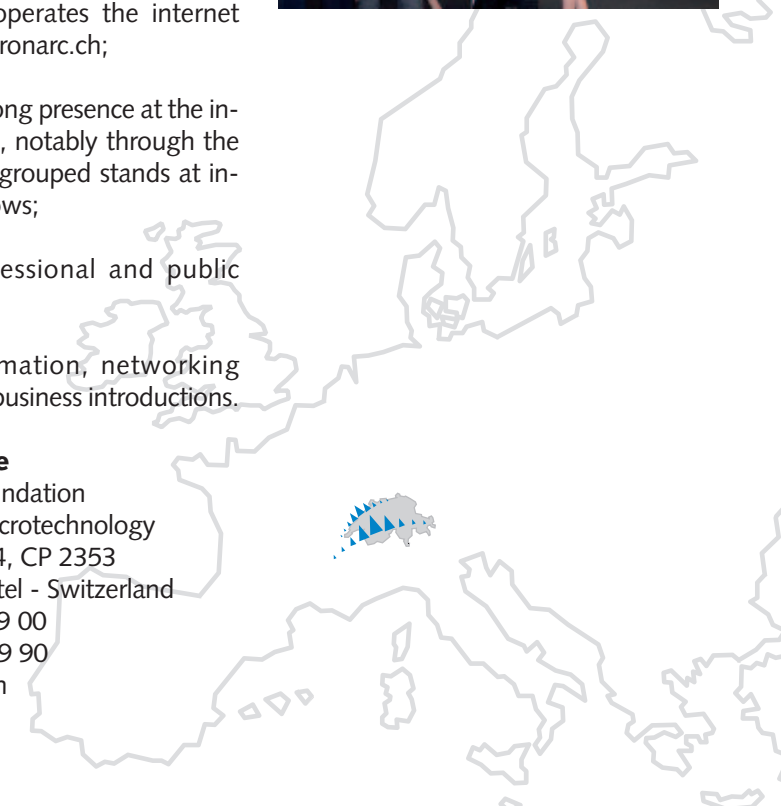 operates the internet
ronarc.ch;
ong presence at the in-
, notably through the
grouped stands at in-
ows;
essional and public
mation, networking
business introductions.
e
ndation
crotechnology
4, CP 2353
tel - Switzerland
9 00
9 90